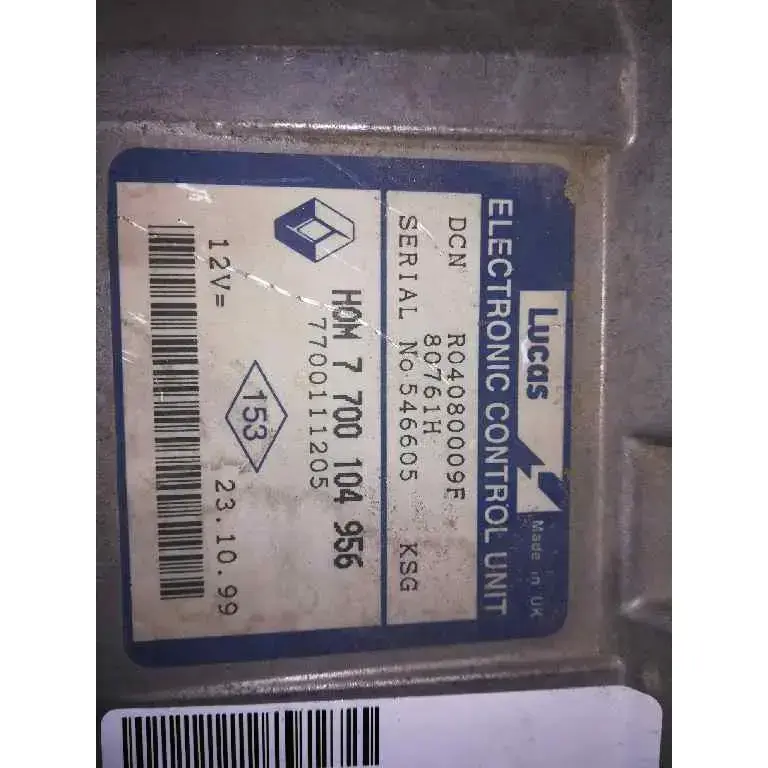 Lucas
Made in UK
ELECTRONIC CONTROL UNIT
DCN R04080009F
80761H
SERIAL No 546605 KSG
HOM 7 700 104 956
7700111205
153
12V= 23.10.99